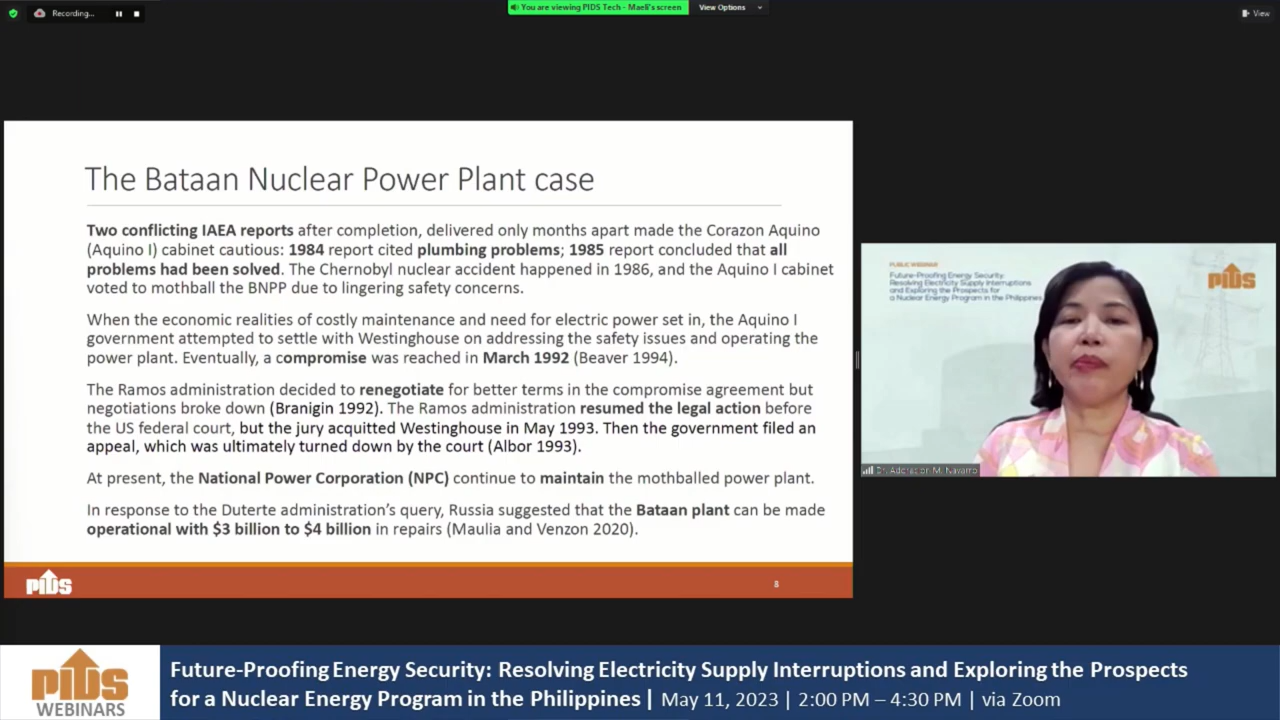 Recording...
You are viewing PIDS Tech - Maeli's screen
View Options
View
The Bataan Nuclear Power Plant case
Two conflicting IAEA reports after completion, delivered only months apart made the Corazon Aquino
(Aquino I) cabinet cautious: 1984 report cited plumbing problems; 1985 report concluded that all
problems had been solved. The Chernobyl nuclear accident happened in 1986, and the Aquino I cabinet
voted to mothball the BNPP due to lingering safety concerns.
When the economic realities of costly maintenance and need for electric power set in, the Aquino I
government attempted to settle with Westinghouse on addressing the safety issues and operating the
power plant. Eventually, a compromise was reached in March 1992 (Beaver 1994).
The Ramos administration decided to renegotiate for better terms in the compromise agreement but
negotiations broke down (Branigin 1992). The Ramos administration resumed the legal action before
the US federal court, but the jury acquitted Westinghouse in May 1993. Then the government filed an
appeal, which was ultimately turned down by the court (Albor 1993).
At present, the National Power Corporation (NPC) continue to maintain the mothballed power plant.
In response to the Duterte administration's query, Russia suggested that the Bataan plant can be made
operational with $3 billion to $4 billion in repairs (Maulia and Venzon 2020).
PIDS
8
PUBLIC WEBINAR
Future-Proofing Energy Security:
Resolving Electricity Supply Interruptions
and Exploring the Prospects for
a Nuclear Energy Program in the Philippines
PIDS
Dr. Adoracion M. Navarro
PIDS
WEBINARS
Future-Proofing Energy Security: Resolving Electricity Supply Interruptions and Exploring the Prospects
for a Nuclear Energy Program in the Philippines | May 11, 2023 | 2:00 PM – 4:30 PM | via Zoom